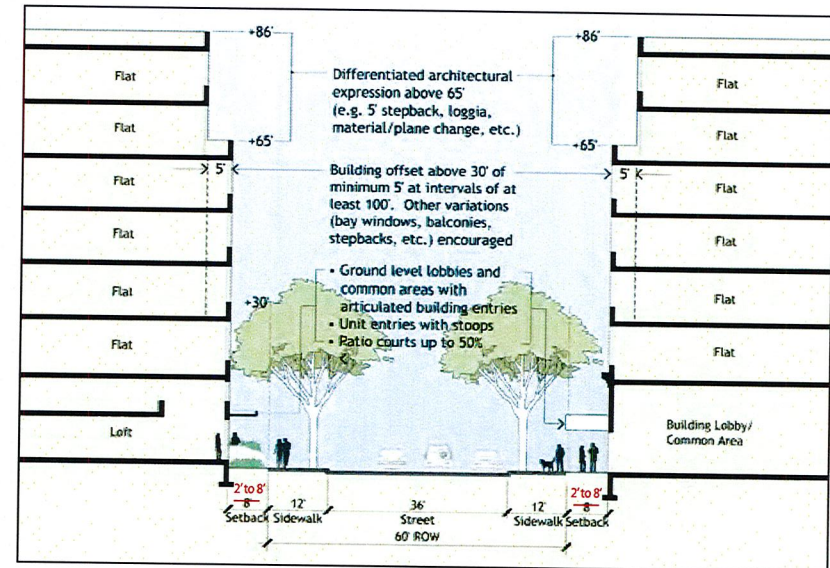 +86'
+86'
Flat
Flat
Differentiated architectural
expression above 65'
(e.g. 5' stepback, loggia,
material/plane change, etc.)
Flat
Flat
+65'
+65'
5'
5'
Building offset above 30' of
minimum 5' at intervals of at
least 100'. Other variations
(bay windows, balconies,
stepbacks, etc.) encouraged
Flat
Flat
Flat
Flat
• Ground level lobbies and
common areas with
articulated building entries
• Unit entries with stoops
• Ratio courts up to 50%
+30'
Flat
Flat
Flat
Flat
Loft
Building Lobby/
Common Area
2' to 8'
2' to 8'
8'
12'
36'
12'
8'
Setback
Sidewalk
Street
Sidewalk
Setback
60' ROW